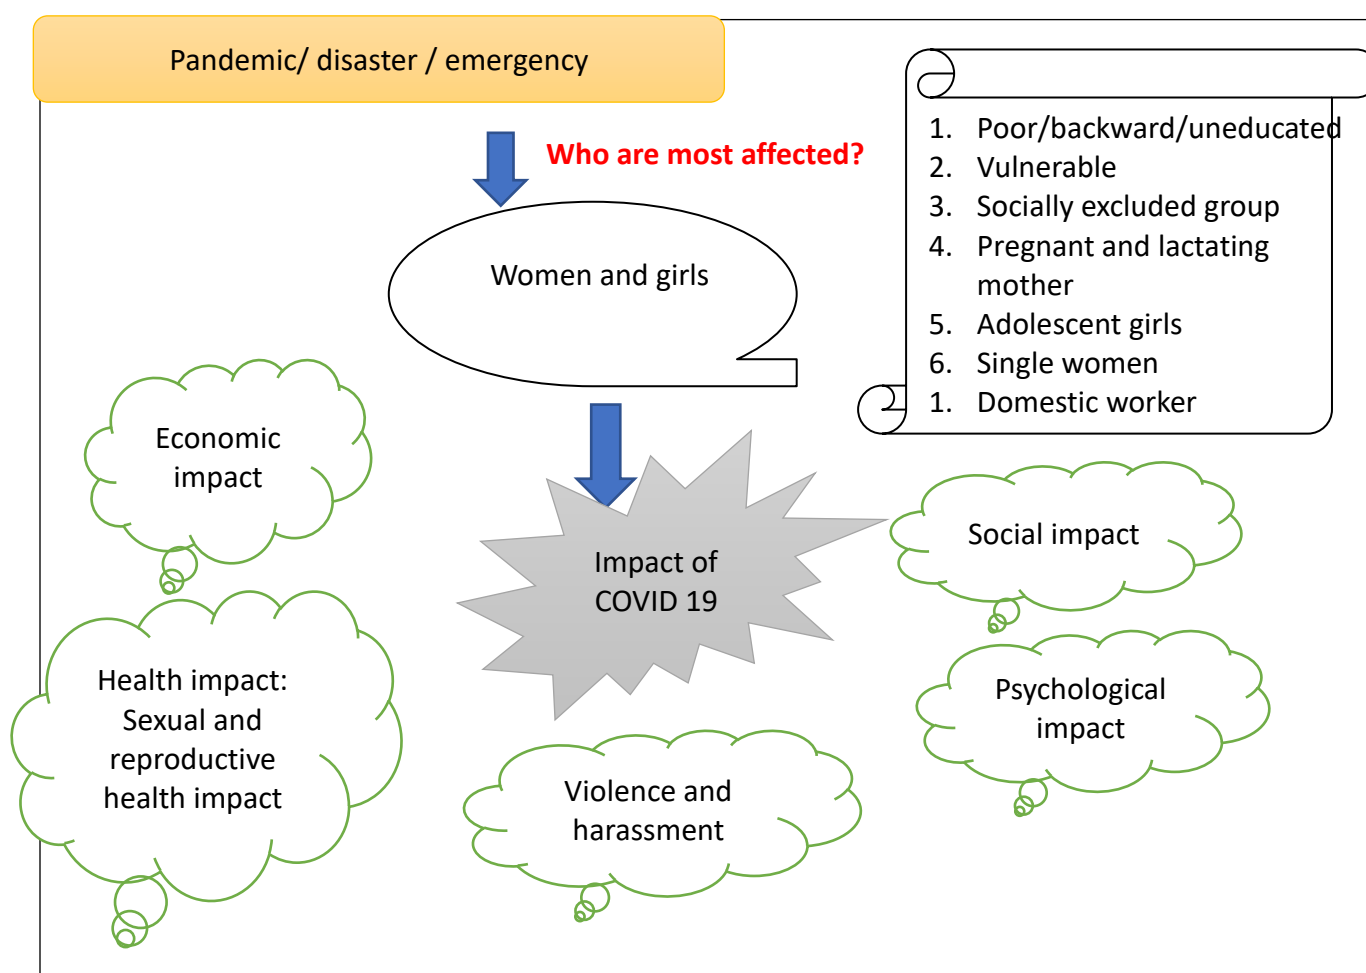 Pandemic/ disaster / emergency
Who are most affected?
Women and girls
1. Poor/backward/uneducated
2. Vulnerable
3. Socially excluded group
4. Pregnant and lactating
mother
5. Adolescent girls
6. Single women
1. Domestic worker
Economic
impact
Impact of
COVID 19
Social impact
Health impact:
Sexual and
reproductive
health impact
Psychological
impact
Violence and
harassment